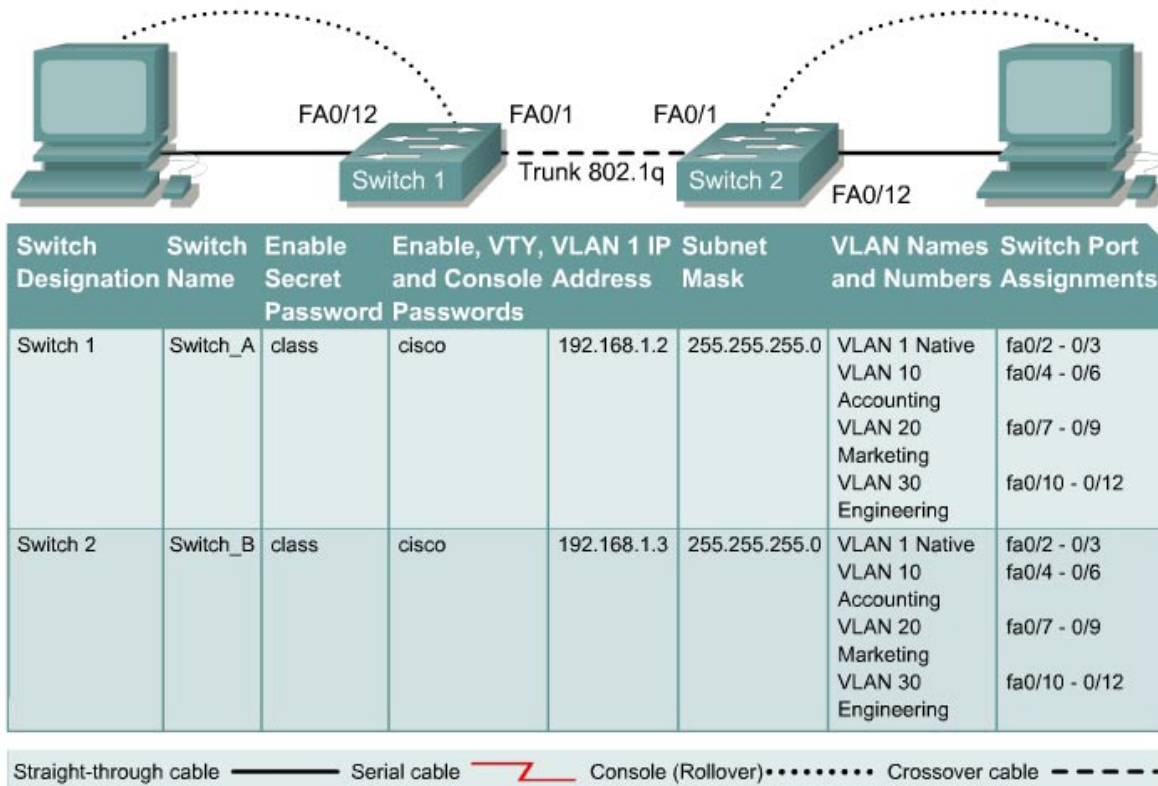 FA0/12 FA0/1 FA0/1
Switch 1 Trunk 802.1q Switch 2 FA0/12
Switch Designation Switch Name Enable Secret Password Enable, VTY, and Console Passwords VLAN 1 IP Address Subnet Mask VLAN Names and Numbers Switch Port Assignments
Switch 1 Switch_A class cisco 192.168.1.2 255.255.255.0 VLAN 1 Native fa0/2 - 0/3
VLAN 10 fa0/4 - 0/6
Accounting
VLAN 20 fa0/7 - 0/9
Marketing
VLAN 30 fa0/10 - 0/12
Engineering
Switch 2 Switch_B class cisco 192.168.1.3 255.255.255.0 VLAN 1 Native fa0/2 - 0/3
VLAN 10 fa0/4 - 0/6
Accounting
VLAN 20 fa0/7 - 0/9
Marketing
VLAN 30 fa0/10 - 0/12
Engineering
Straight-through cable Serial cable Console (Rollover) Crossover cable